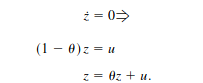 ż = 0⇒
(1 − θ)z = u
z = θz + u.